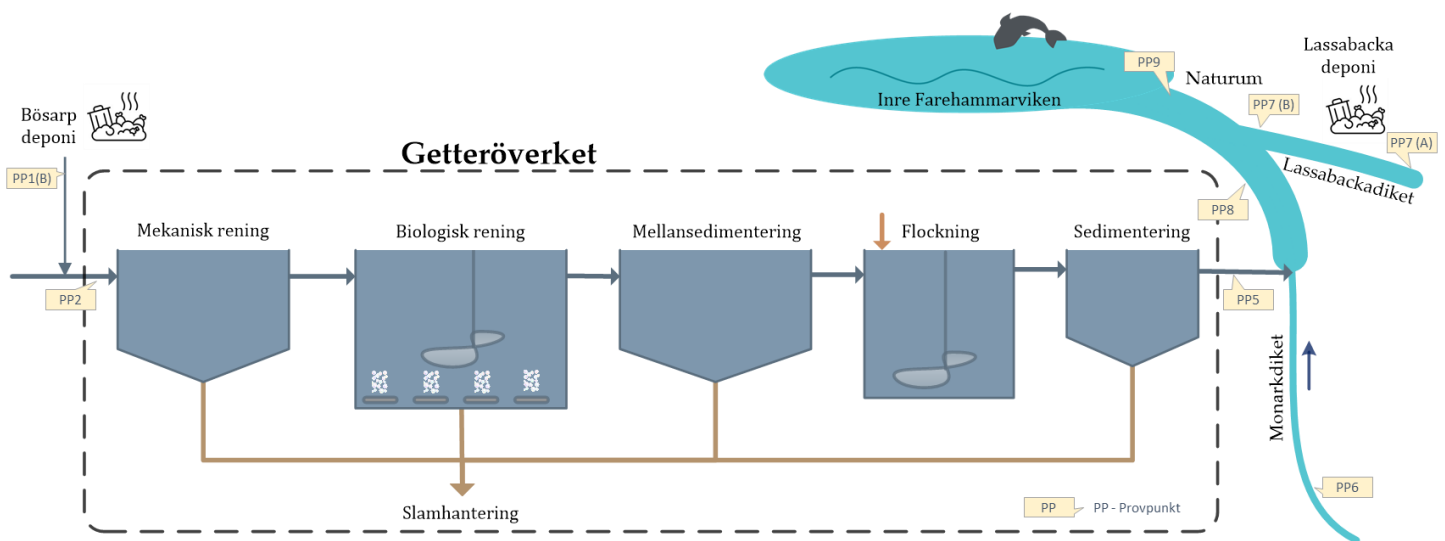 Bösarp
deponi
PP1(B)
PP2
Getteröverket
Mekanisk rening
Biologisk rening
Mellansedimentering
Flockning
Sedimentering
Slamhantering
PP
PP - Provpunkt
PP5
PP6
Monarkdiket
PP8
Lassabackadiket
PP7 (A)
PP7 (B)
Lassabacka
deponi
Naturum
PP9
Inre Farehammarviken